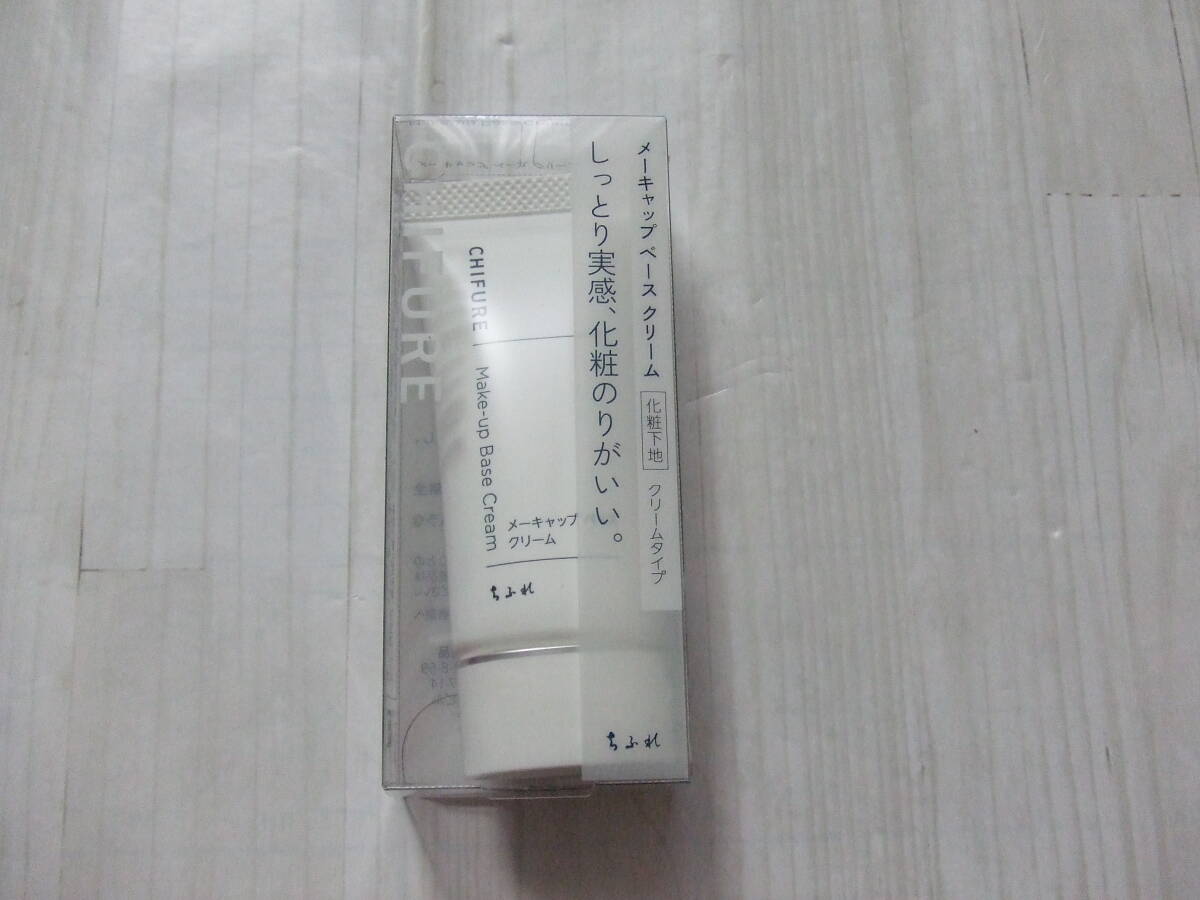 メーキャップ ベース クリーム
化粧下地
クリームタイプ
しっとり実感、化粧のりがいい。
CHIFURE
Make-up Base Cream
メーキャップ
クリーム
ちふれ
ちふれ
IFURE